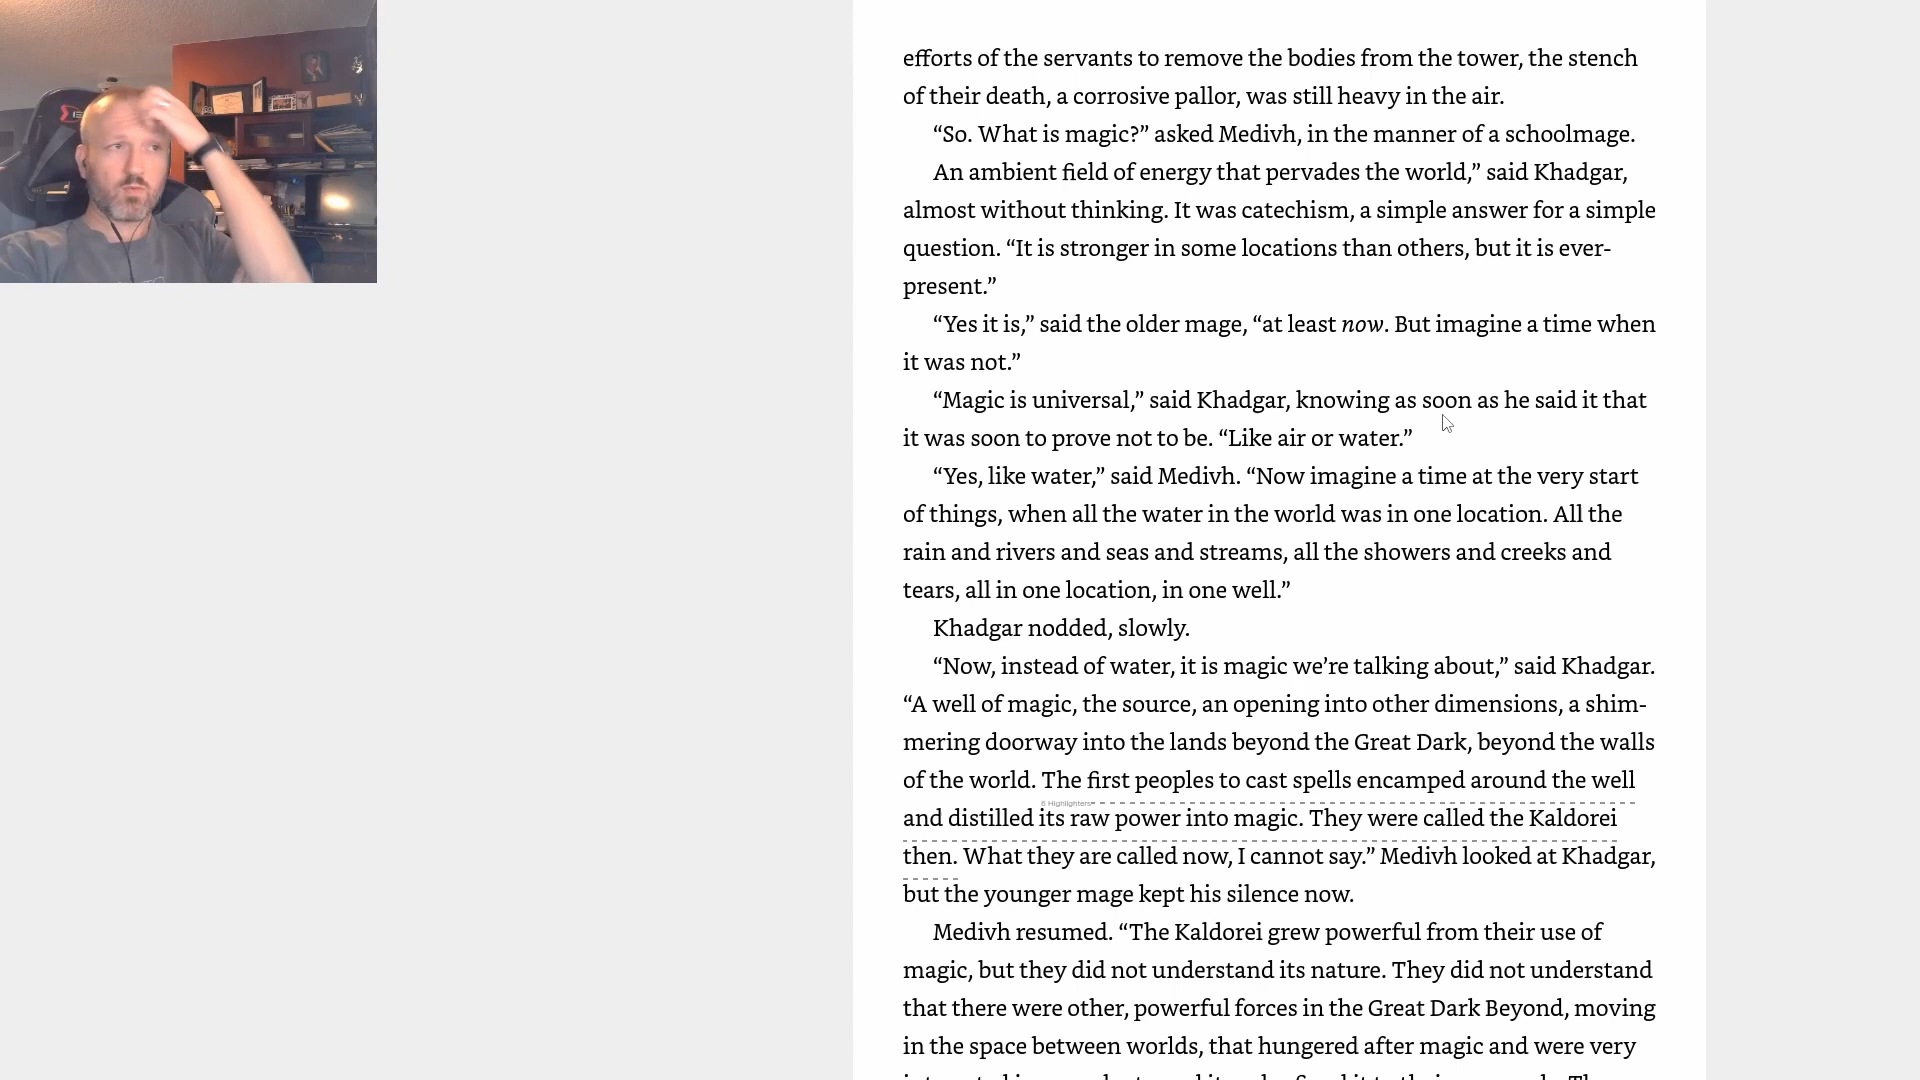 efforts of the servants to remove the bodies from the tower, the stench
of their death, a corrosive pallor, was still heavy in the air.
“So. What is magic?” asked Medivh, in the manner of a schoolmage.
An ambient field of energy that pervades the world,” said Khadgar,
almost without thinking. It was catechism, a simple answer for a simple
question. “It is stronger in some locations than others, but it is ever-
present.”
“Yes it is,” said the older mage, “at least now. But imagine a time when
it was not.”
“Magic is universal,” said Khadgar, knowing as soon as he said it that
it was soon to prove not to be. “Like air or water.”
“Yes, like water,” said Medivh. “Now imagine a time at the very start
of things, when all the water in the world was in one location. All the
rain and rivers and seas and streams, all the showers and creeks and
tears, all in one location, in one well.”
Khadgar nodded, slowly.
“Now, instead of water, it is magic we’re talking about,” said Khadgar.
“A well of magic, the source, an opening into other dimensions, a shim-
mering doorway into the lands beyond the Great Dark, beyond the walls
of the world. The first peoples to cast spells encamped around the well
6 Highlighters
and distilled its raw power into magic. They were called the Kaldorei
then. What they are called now, I cannot say.” Medivh looked at Khadgar,
but the younger mage kept his silence now.
Medivh resumed. “The Kaldorei grew powerful from their use of
magic, but they did not understand its nature. They did not understand
that there were other, powerful forces in the Great Dark Beyond, moving
in the space between worlds, that hungered after magic and were very